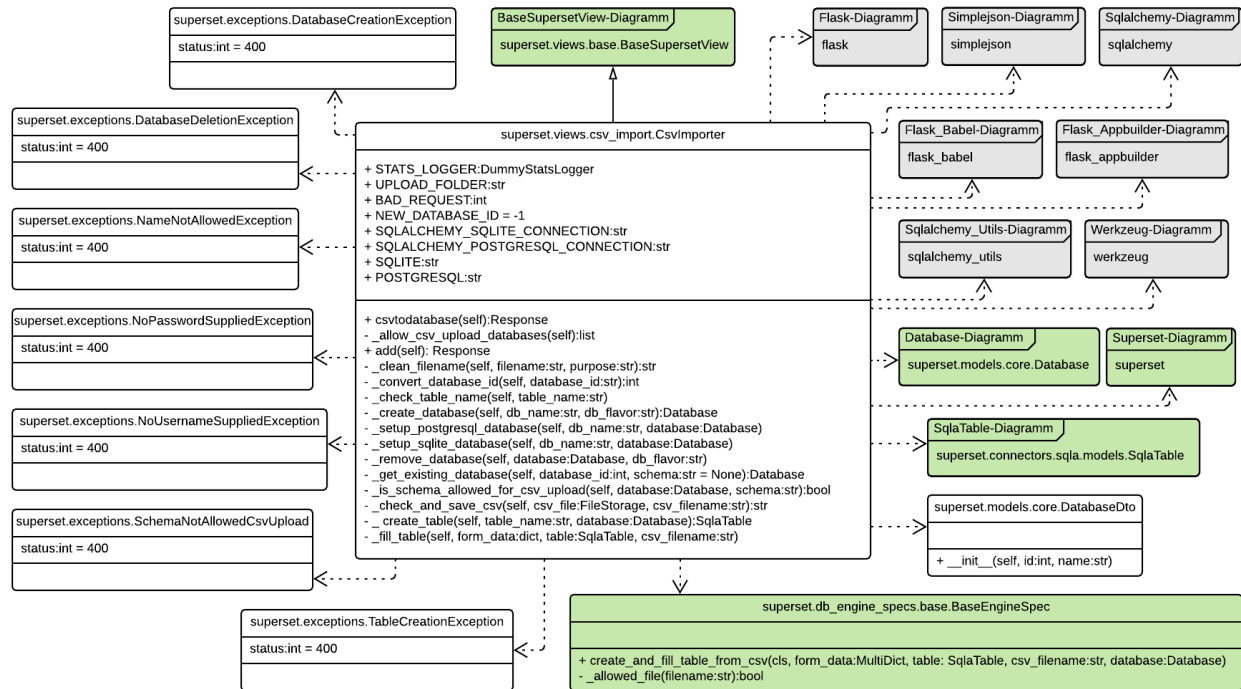 superset.exceptions.DatabaseCreationException
status:int = 400
BaseSupersetView-Diagramm
superset.views.base.BaseSupersetView
Flask-Diagramm
flask
Simplejson-Diagramm
simplejson
Sqlalchemy-Diagramm
sqlalchemy
superset.exceptions.DatabaseDeletionException
status:int = 400
superset.exceptions.NameNotAllowedException
status:int = 400
superset.exceptions.NoPasswordSuppliedException
status:int = 400
superset.exceptions.NoUsernameSuppliedException
status:int = 400
superset.exceptions.SchemaNotAllowedCsvUpload
status:int = 400
superset.exceptions.TableCreationException
status:int = 400
superset.views.csv_import.CsvImporter
+ STATS_LOGGER:DummyStatsLogger
+ UPLOAD_FOLDER:str
+ BAD_REQUEST:int
+ NEW_DATABASE_ID = -1
+ SQLALCHEMY_SQLITE_CONNECTION:str
+ SQLALCHEMY_POSTGRESQL_CONNECTION:str
+ SQLITE:str
+ POSTGRESQL:str
+ csvtodatabase(self):Response
- _allow_csv_upload_databases(self):list
+ add(self): Response
- _clean_filename(self, filename:str, purpose:str):str
- _convert_database_id(self, database_id:str):int
- _check_table_name(self, table_name:str)
- _create_database(self, db_name:str, db_flavor:str):Database
- _setup_postgresql_database(self, db_name:str, database:Database)
- _setup_sqlite_database(self, db_name:str, database:Database)
- _remove_database(self, database:Database, db_flavor:str)
- _get_existing_database(self, database_id:int, schema:str = None):Database
- _is_schema_allowed_for_csv_upload(self, database:Database, schema:str):bool
- _check_and_save_csv(self, csv_file:FileStorage, csv_filename:str):str
- _ create_table(self, table_name:str, database:Database):SqlaTable
- _fill_table(self, form_data:dict, table:SqlaTable, csv_filename:str)
Flask_Babel-Diagramm
flask_babel
Flask_Appbuilder-Diagramm
flask_appbuilder
Sqlalchemy_Utils-Diagramm
sqlalchemy_utils
Werkzeug-Diagramm
werkzeug
Database-Diagramm
superset.models.core.Database
Superset-Diagramm
superset
SqlaTable-Diagramm
superset.connectors.sqla.models.SqlaTable
superset.models.core.DatabaseDto
+ __init__(self, id:int, name:str)
superset.db_engine_specs.base.BaseEngineSpec
+ create_and_fill_table_from_csv(cls, form_data:MultiDict, table: SqlaTable, csv_filename:str, database:Database)
- _allowed_file(filename:str):bool